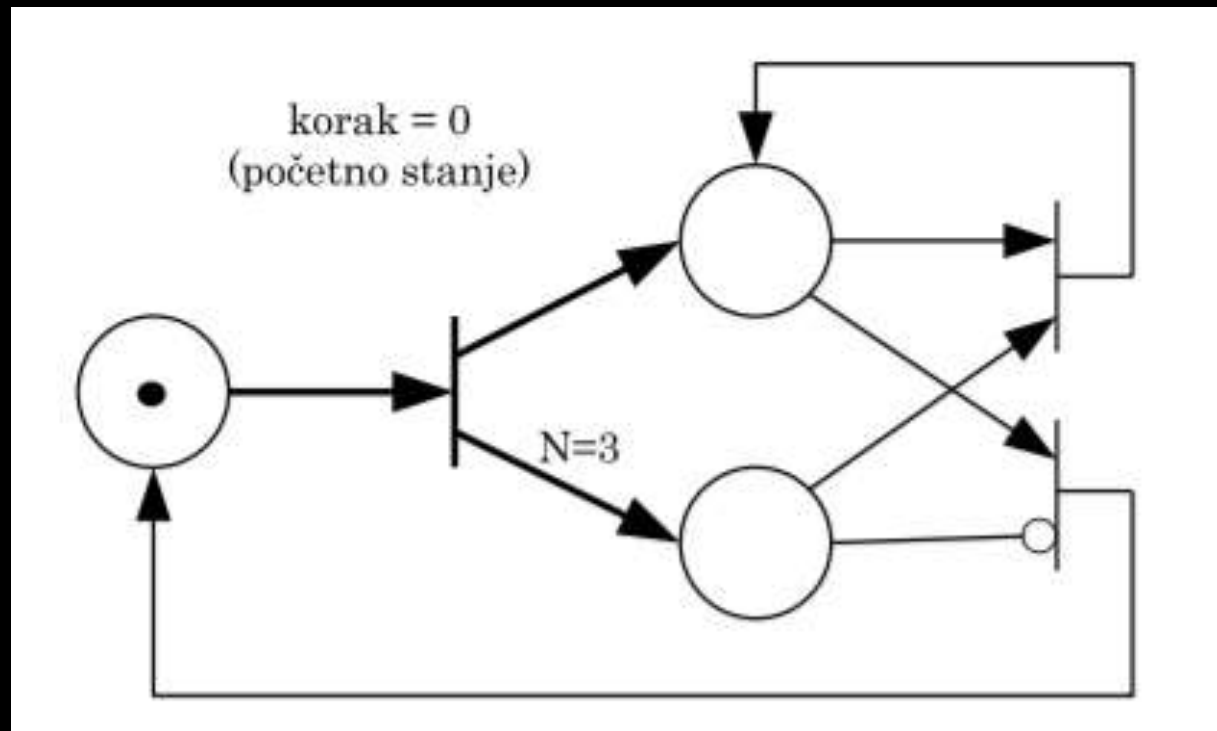 korak = 0
(početno stanje)
N=3